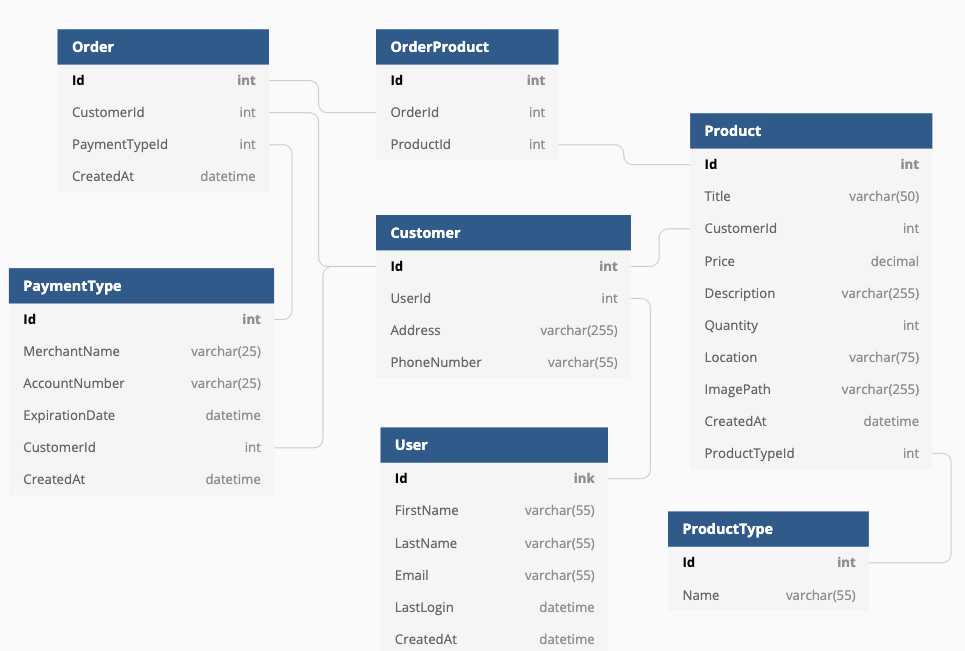 Order
Id int
CustomerId int
PaymentTypeId int
CreatedAt datetime
OrderProduct
Id int
OrderId int
ProductId int
Product
Id int
Title varchar(50)
CustomerId int
Price decimal
Description varchar(255)
Quantity int
Location varchar(75)
ImagePath varchar(255)
CreatedAt datetime
ProductTypeId int
Customer
Id int
UserId int
Address varchar(255)
PhoneNumber varchar(55)
PaymentType
Id int
MerchantName varchar(25)
AccountNumber varchar(25)
ExpirationDate datetime
CustomerId int
CreatedAt datetime
User
Id ink
FirstName varchar(55)
LastName varchar(55)
Email varchar(55)
LastLogin datetime
CreatedAt datetime
ProductType
Id int
Name varchar(55)